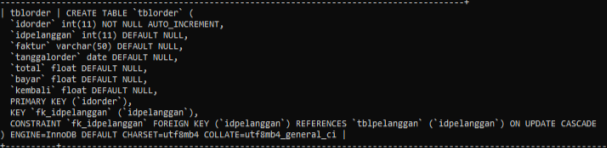 | tblorder | CREATE TABLE `tblorder` (
  `idorder` int(11) NOT NULL AUTO_INCREMENT,
  `idpelanggan` int(11) DEFAULT NULL,
  `faktur` varchar(50) DEFAULT NULL,
  `tanggalorder` date DEFAULT NULL,
  `total` float DEFAULT NULL,
  `bayar` float DEFAULT NULL,
  `kembali` float DEFAULT NULL,
  PRIMARY KEY (`idorder`),
  KEY `fk_idpelanggan` (`idpelanggan`),
  CONSTRAINT `fk_idpelanggan` FOREIGN KEY (`idpelanggan`) REFERENCES `tblpelanggan` (`idpelanggan`) ON UPDATE CASCADE
) ENGINE=InnoDB DEFAULT CHARSET=utf8mb4 COLLATE=utf8mb4_general_ci |